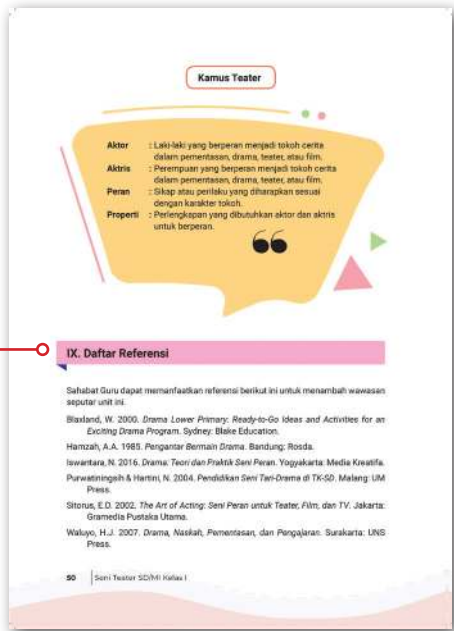 Kamus Teater
Aktor : Laki-laki yang berperan menjadi tokoh cerita
dalam pementasan, drama, teater, atau film.
Aktris : Perempuan yang berperan menjadi tokoh cerita
dalam pementasan, drama, teater, atau film.
Peran : Sikap atau perilaku yang diharapkan sesuai
dengan karakter tokoh.
Properti : Perlengkapan yang dibutuhkan aktor dan aktris
untuk berperan.
IX. Daftar Referensi
Sahabat Guru dapat memanfaatkan referensi berikut ini untuk menambah wawasan
seputar unit ini.
Blaxland, W. 2000. Drama Lower Primary: Ready-to-Go Ideas and Activities for an
Exciting Drama Program. Sydney: Blake Education.
Hamzah, A.A. 1985. Pengantar Bermain Drama. Bandung: Rosda.
Iswantara, N. 2016. Drama: Teori dan Praktik Seni Peran. Yogyakarta: Media Kreatifa.
Purwatiningsih & Hartini, N. 2004. Pendidikan Seni Tari-Drama di TK-SD. Malang: UM
Press.
Sitorus, E.D. 2002. The Art of Acting: Seni Peran untuk Teater, Film, dan TV. Jakarta:
Gramedia Pustaka Utama.
Waluyo, H.J. 2007. Drama, Naskah, Pementasan, dan Pengajaran. Surakarta: UNS
Press.
50 | Seni Teater SD/MI Kelas I